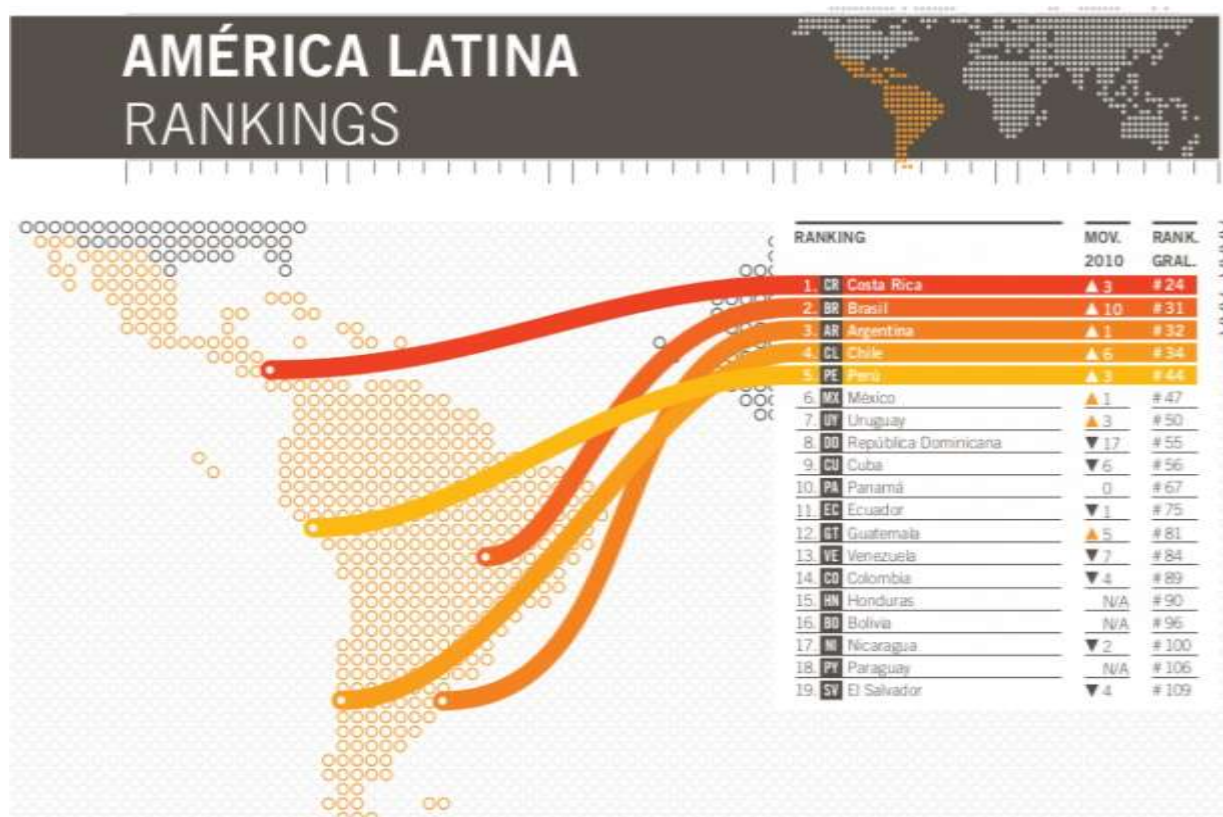 AMÉRICA LATINA
RANKINGS
RANKING MOV. 2010 RANK. GRAL.
1. CR Costa Rica ▲ 3 #24
2. BR Brasil ▲ 10 #31
3. AR Argentina ▲ 1 #32
4. CL Chile ▲ 6 #34
5. PE Perú ▲ 3 #44
6. MX México ▲ 1 #47
7. UY Uruguay ▲ 3 #50
8. DO República Dominicana ▼ 17 #55
9. CU Cuba ▼ 6 #56
10. PA Panamá 0 #67
11. EC Ecuador ▼ 1 #75
12. GT Guatemala ▲ 5 #81
13. VE Venezuela ▼ 7 #84
14. CO Colombia ▼ 4 #89
15. HN Honduras N/A #90
16. BO Bolivia N/A #96
17. NI Nicaragua ▼ 2 #100
18. PY Paraguay N/A #106
19. SV El Salvador ▼ 4 #109